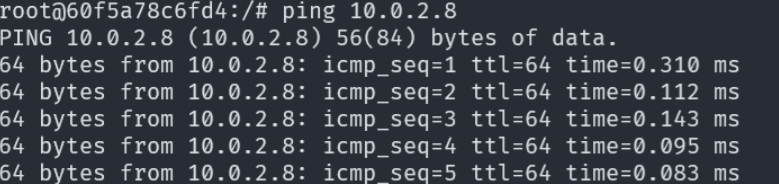 root@60f5a78c6fd4:/# ping 10.0.2.8
PING 10.0.2.8 (10.0.2.8) 56(84) bytes of data.
64 bytes from 10.0.2.8: icmp_seq=1 ttl=64 time=0.310 ms
64 bytes from 10.0.2.8: icmp_seq=2 ttl=64 time=0.112 ms
64 bytes from 10.0.2.8: icmp_seq=3 ttl=64 time=0.143 ms
64 bytes from 10.0.2.8: icmp_seq=4 ttl=64 time=0.095 ms
64 bytes from 10.0.2.8: icmp_seq=5 ttl=64 time=0.083 ms